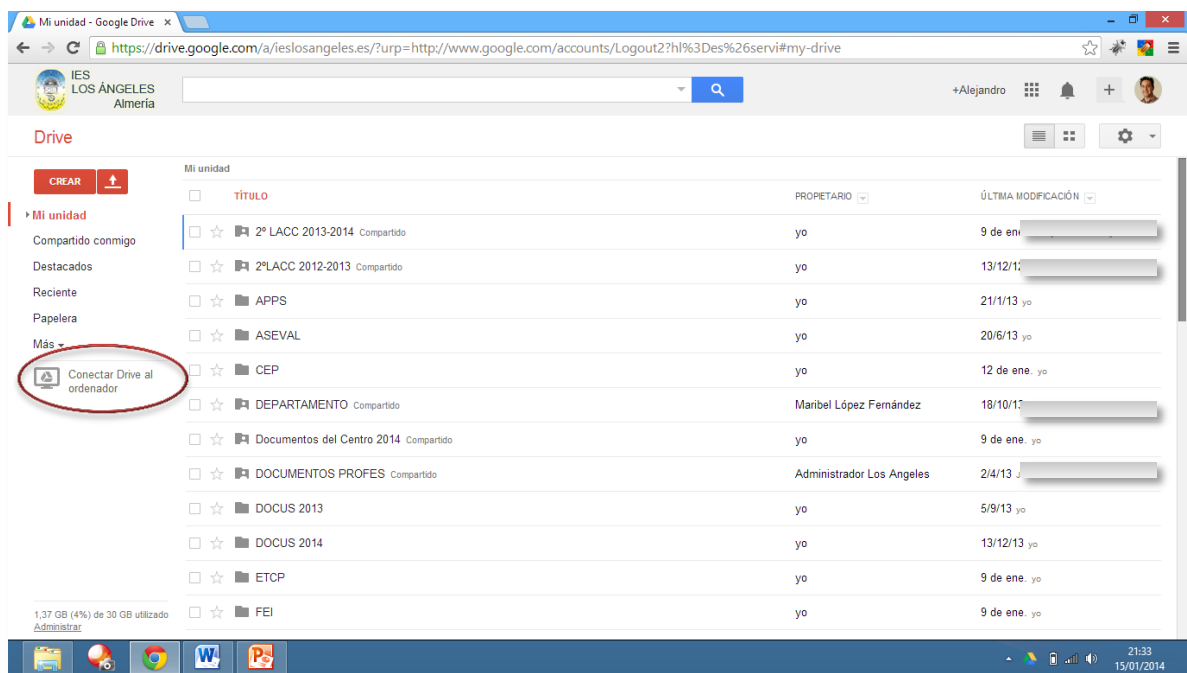 Mi unidad - Google Drive
https://drive.google.com/a/ieslosangeles.es/?urp=http://www.google.com/accounts/Logout2?hl%3Des%26servi#my-drive
IES
LOS ÁNGELES
Almería
+Alejandro
Drive
CREAR
Mi unidad
Compartido conmigo
Destacados
Reciente
Papelera
Más
Conectar Drive al
ordenador
1,37 GB (4%) de 30 GB utilizado
Administrar
Mi unidad
TÍTULO PROPIETARIO ÚLTIMA MODIFICACIÓN
2º LACC 2013-2014 Compartido yo 9 de
2ºLACC 2012-2013 Compartido yo
APPS yo 21/1/13 yo
ASEVAL yo 20/6/13 yo
CEP yo 12 de ene. yo
DEPARTAMENTO Compartido Maribel López Fernández
Documentos del Centro 2014 Compartido yo 9 de ene. yo
DOCUMENTOS PROFES Compartido Administrador Los Angeles 2/4/13
DOCUS 2013 yo 5/9/13 yo
DOCUS 2014 yo 13/12/13 yo
ETCP yo 9 de ene. yo
FEI yo 9 de ene. yo
21:33
15/01/2014